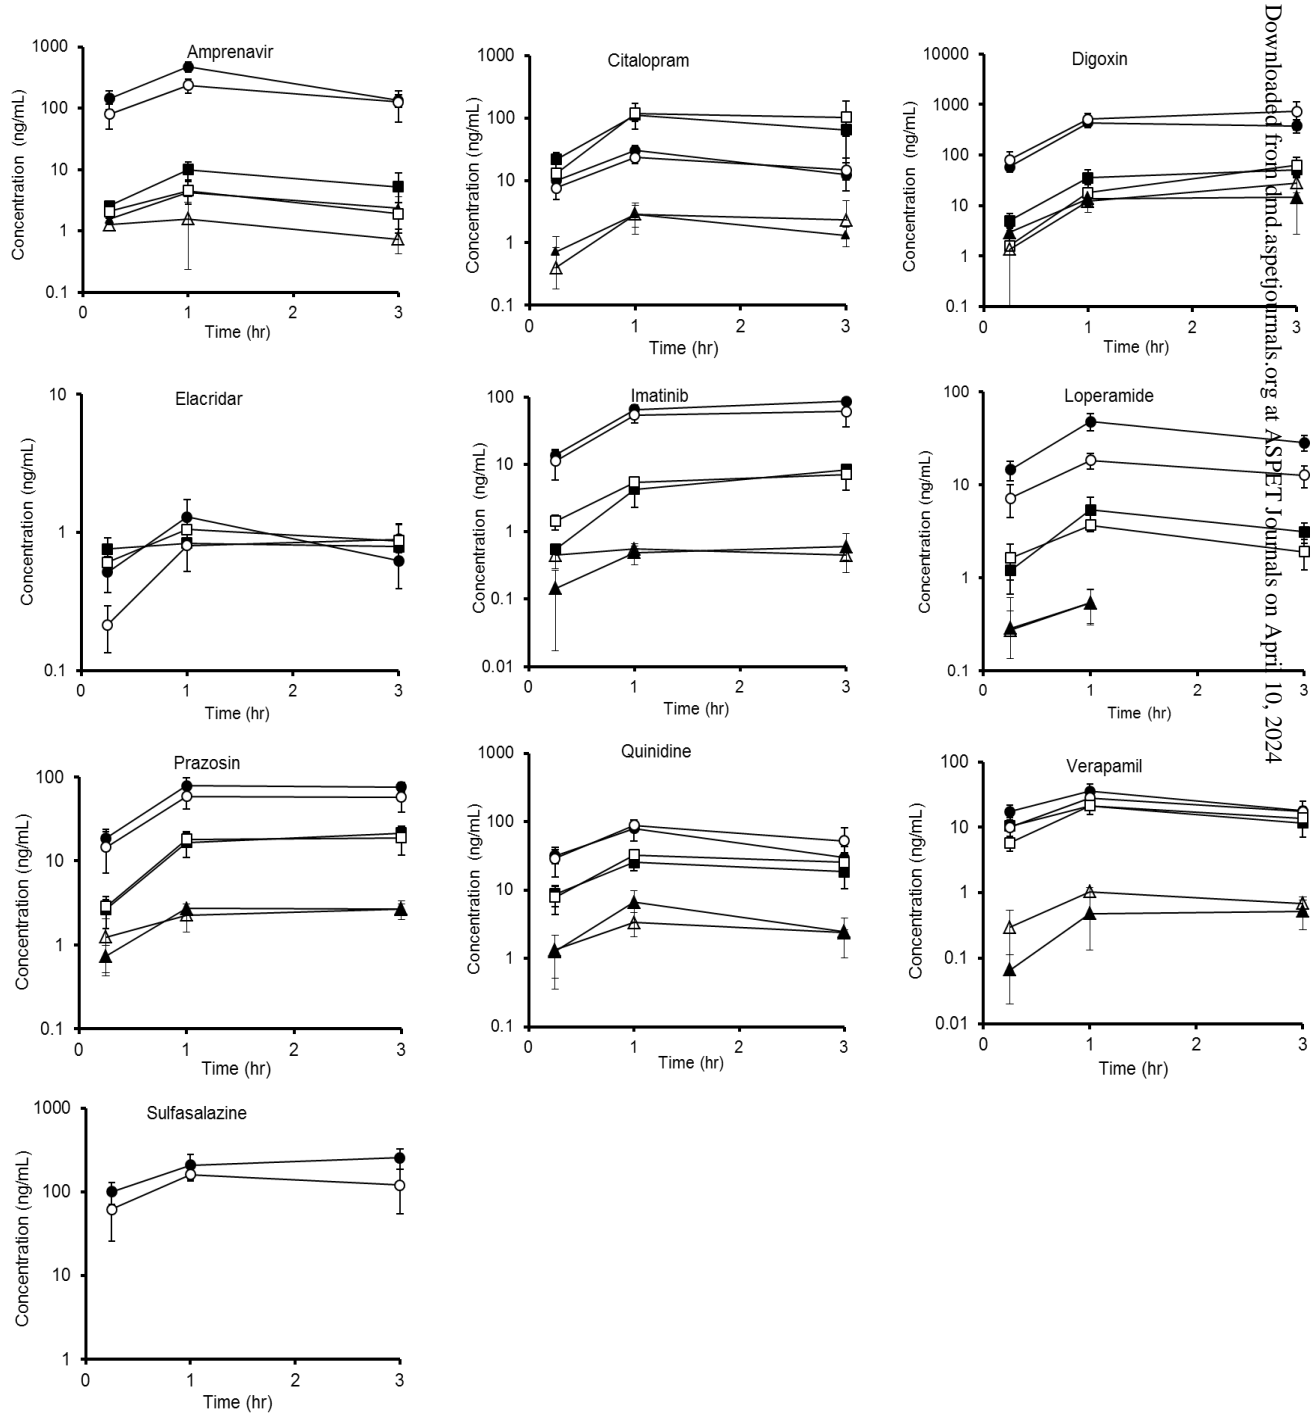 Amprenavir
Concentration (ng/mL)
1000
100
10
1
0.1
0
1
2
3
Time (hr)
Citalopram
Concentration (ng/mL)
1000
100
10
1
0.1
0
1
2
3
Time (hr)
Digoxin
Concentration (ng/mL)
10000
1000
100
10
1
0.1
0
1
2
3
Time (hr)
Elacridar
Concentration (ng/mL)
10
1
0.1
0
1
2
3
Time (hr)
Imatinib
Concentration (ng/mL)
100
10
1
0.1
0.01
0
1
2
3
Time (hr)
Loperamide
Concentration (ng/mL)
100
10
1
0.1
0
1
2
3
Time (hr)
Prazosin
Concentration (ng/mL)
100
10
1
0.1
0
1
2
3
Time (hr)
Quinidine
Concentration (ng/mL)
1000
100
10
1
0.1
0
1
2
3
Time (hr)
Verapamil
Concentration (ng/mL)
100
10
1
0.1
0.01
0
1
2
3
Time (hr)
Sulfasalazine
Concentration (ng/mL)
1000
100
10
1
0
1
2
3
Time (hr)
Downloaded from dmd.aspetjournals.org at ASPET Journals on April 10, 2024